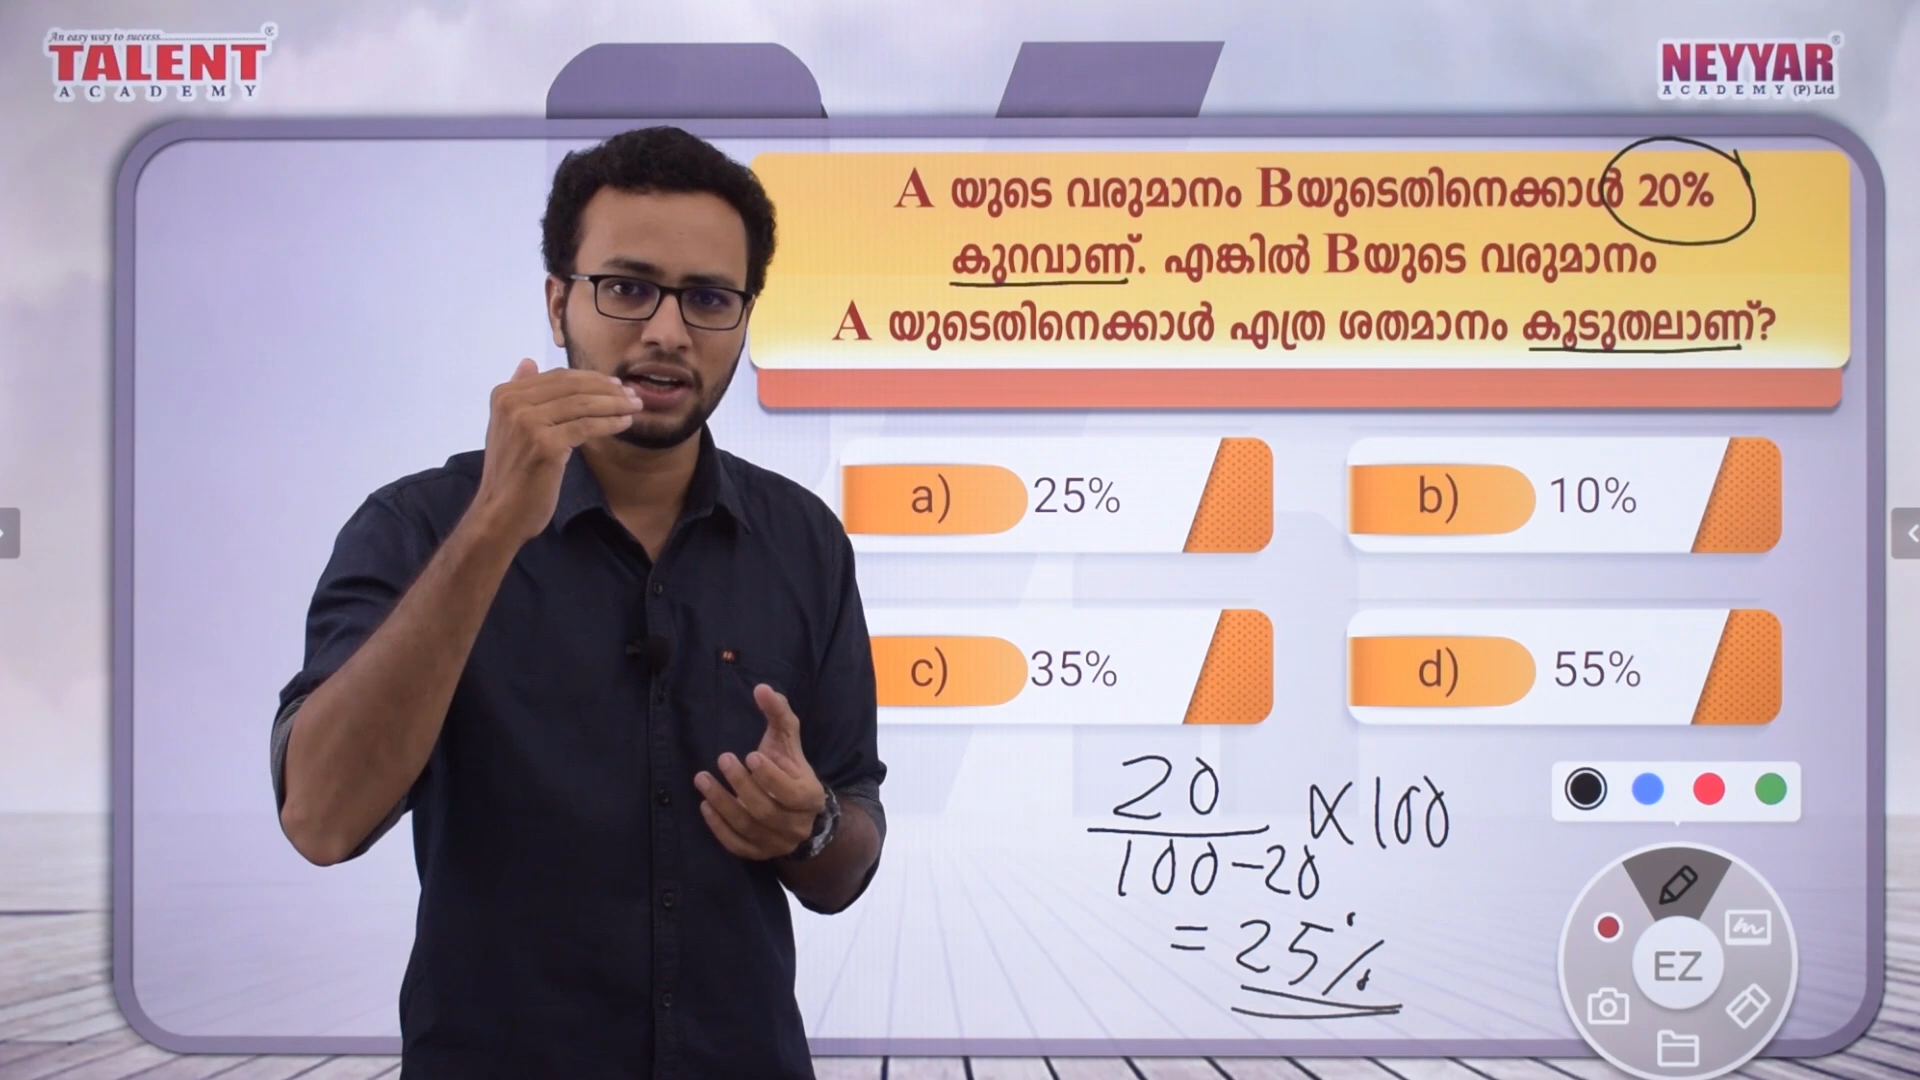 An easy way to success
TALENT
ACADEMY
NEYYAR
ACADEMY (P) Ltd
A യുടെ വരുമാനം Bയുടെതിനെക്കാൾ 20%
കുറവാണ്. എങ്കിൽ Bയുടെ വരുമാനം
A യുടെതിനെക്കാൾ എത്ര ശതമാനം കൂടുതലാണ്?
a) 25%
b) 10%
c) 35%
d) 55%
20
100-20
×100
= 25%
EZ